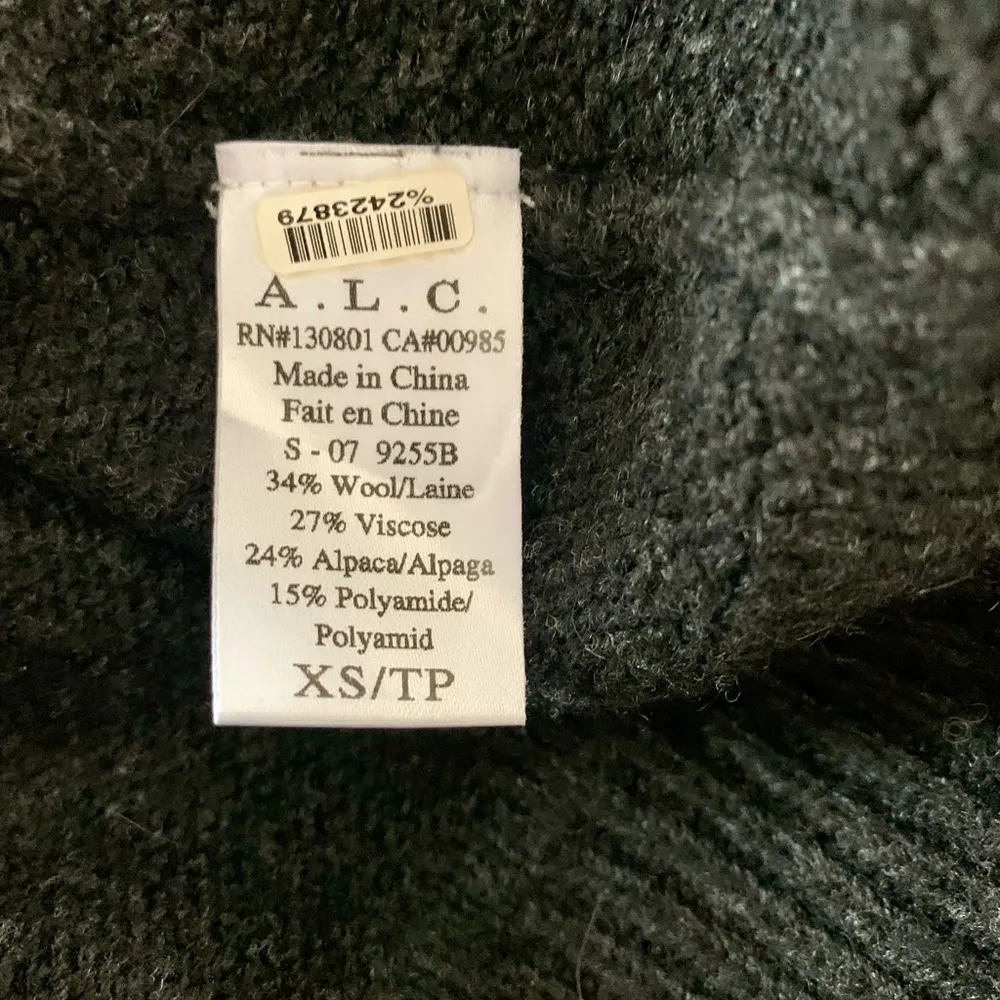 %2423879
A.L.C.
RN#130801 CA#00985
Made in China
Fait en Chine
S - 07 9255B
34% Wool/Laine
27% Viscose
24% Alpaca/Alpaga
15% Polyamide/
Polyamid
XS/TP